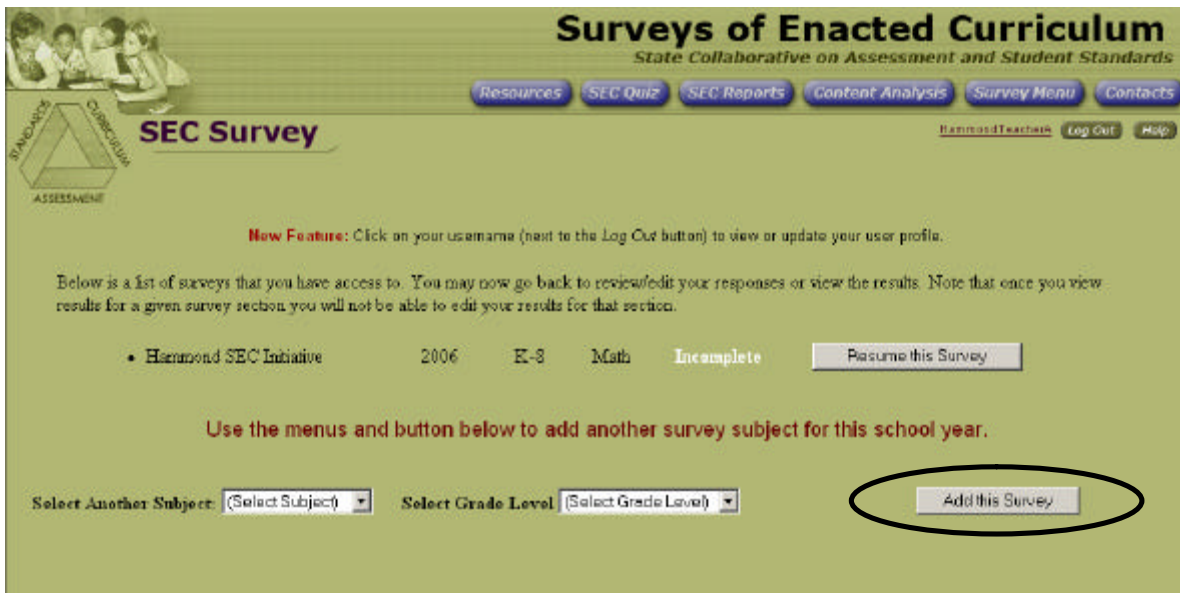 Surveys of Enacted Curriculum
State Collaborative on Assessment and Student Standards
Resources SEC Quiz SEC Reports Content Analysis Survey Menu Contacts
STANDARDS CURRICULUM
ASSESSMENT
SEC Survey
HammondTeacherA Log Out Help
New Feature: Click on your username (next to the Log Out button) to view or update your user profile.
Below is a list of surveys that you have access to. You may now go back to review/edit your responses or view the results. Note that once you view
results for a given survey section you will not be able to edit your results for that section.
• Hammond SEC Initiative 2006 K-8 Math Incomplete Resume this Survey
Use the menus and button below to add another survey subject for this school year.
Select Another Subject: (Select Subject) Select Grade Level (Select Grade Level) Add this Survey